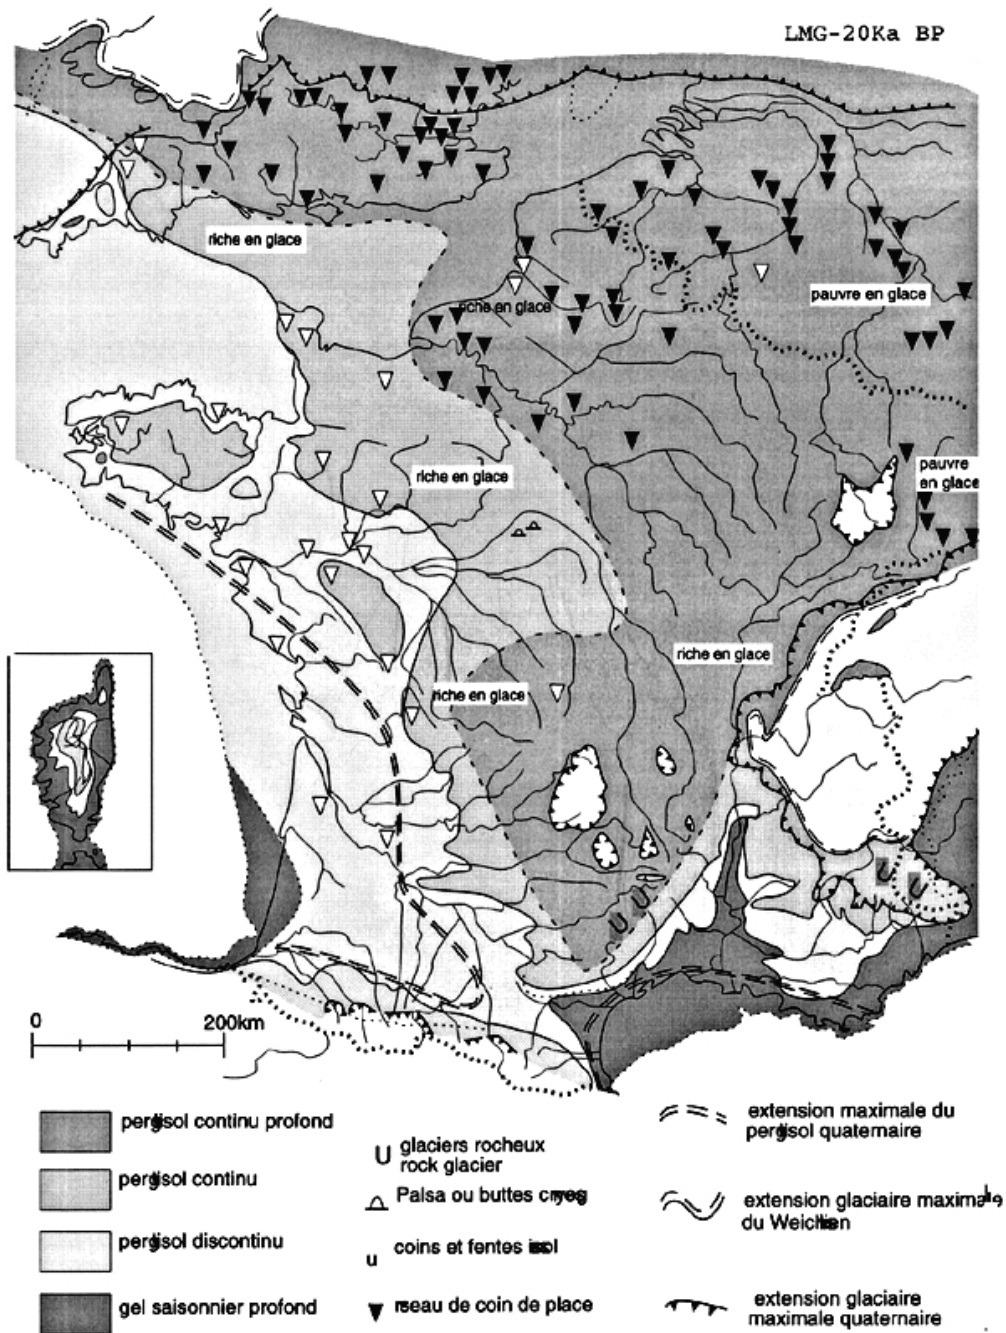 LMG-20Ka BP
riche en glace
riche en glace
pauvre en glace
riche en glace
pauvre
en glace
riche en glace
riche en glace
0 200km
continu profond
continu
discontinu
gel saisonnier profond
U glaciers rocheux
rock glacier
Palsa ou buttes
u coins et fentes
de coin de place
extension maximale du
quaternaire
extension glaciaire
du
extension glaciaire
maximale quaternaire